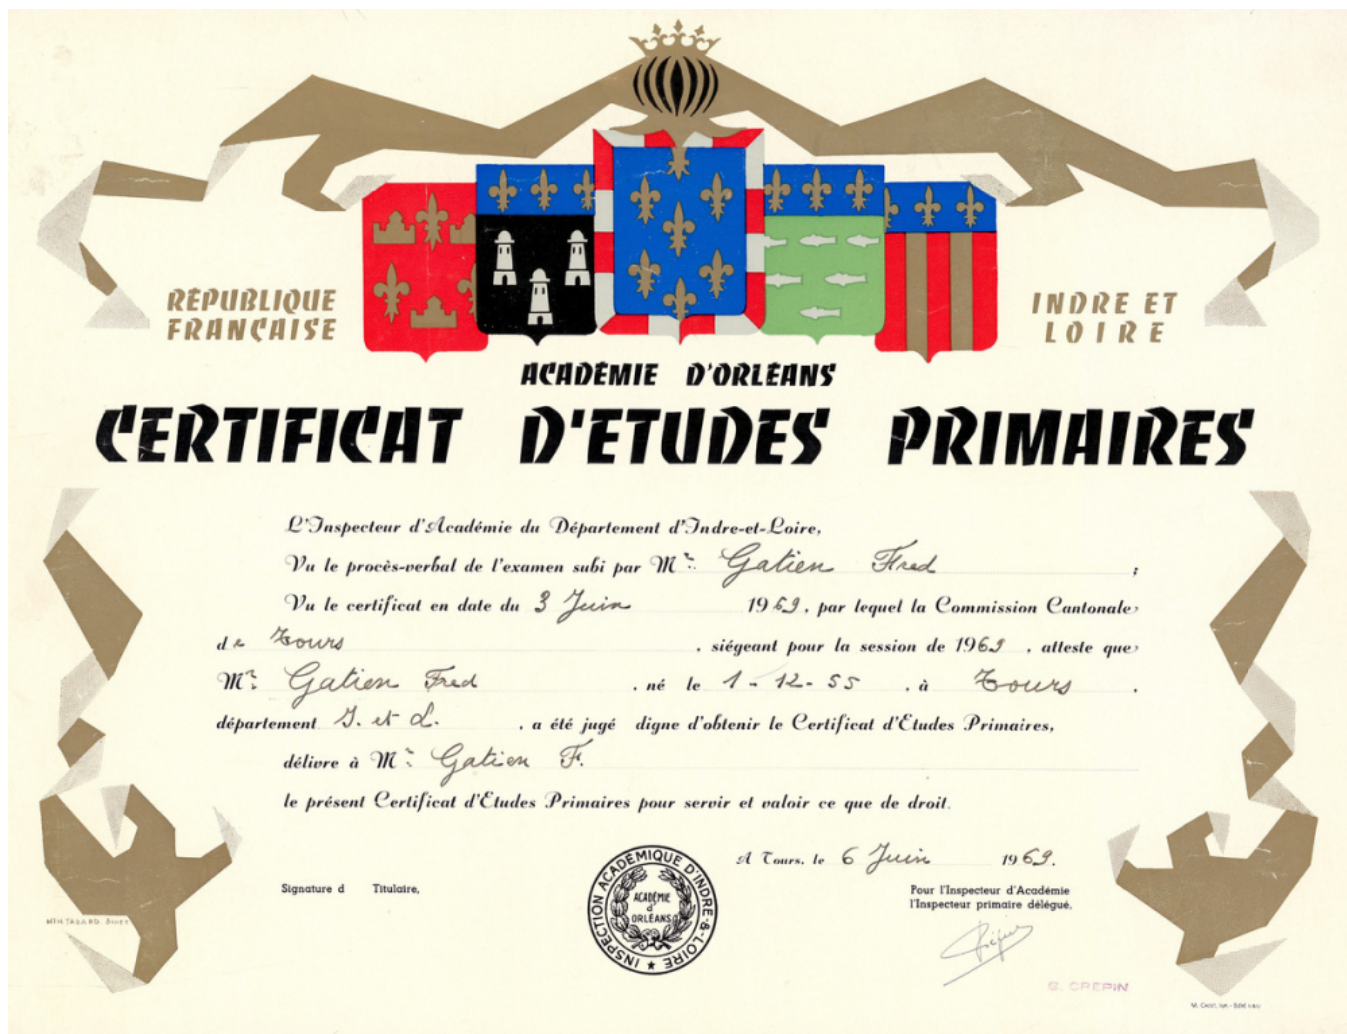 RÉPUBLIQUE
FRANÇAISE
INDRE ET
LOIRE
ACADÉMIE D'ORLÉANS
CERTIFICAT D'ETUDES PRIMAIRES
L'Inspecteur d'Académie du Département d'Indre-et-Loire,
Vu le procès-verbal de l'examen subi par Mr Gatien Fred ;
Vu le certificat en date du 3 Juin 1969, par lequel la Commission Cantonale
de Tours, siégeant pour la session de 1969, atteste que
Mr Gatien Fred, né le 1-12-55, à Tours,
département I. et L., a été jugé digne d'obtenir le Certificat d'Etudes Primaires,
délivre à Mr Gatien F.
le présent Certificat d'Etudes Primaires pour servir et valoir ce que de droit.
A Tours, le 6 Juin 1969.
Signature d Titulaire,
Pour l'Inspecteur d'Académie
l'Inspecteur primaire délégué,
INSPECTION ACADÉMIQUE D'INDRE-&-LOIRE
ACADÉMIE
d'
ORLÉANS
CREPIN